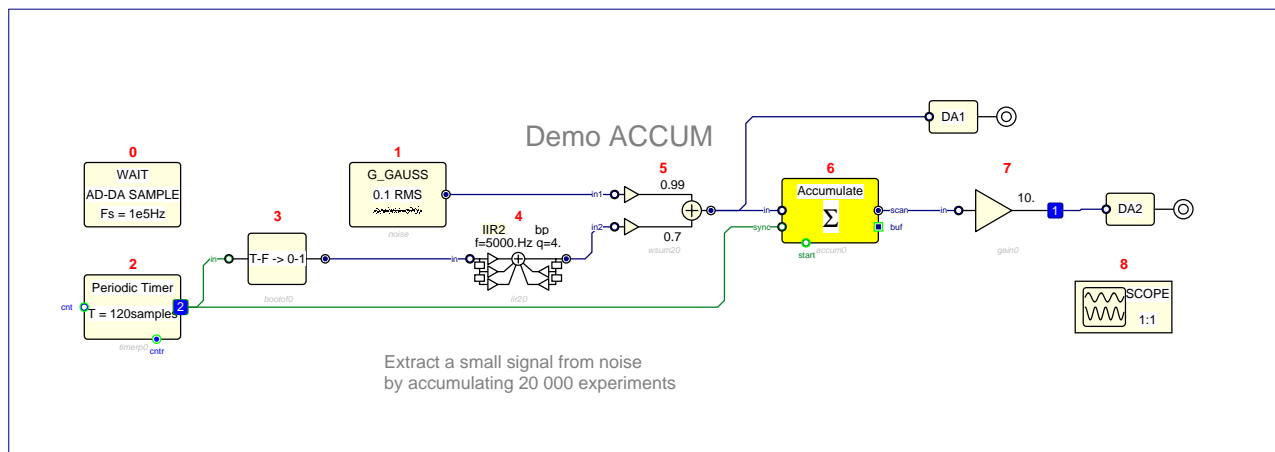 Demo ACCUM
0
WAIT
AD-DA SAMPLE
Fs = 1e5Hz
1
G_GAUSS
0.1 RMS
noise
2
Periodic Timer
T = 120samples
2
cnt
cntr
timerp0
3
in
T-F -> 0-1
bootof0
4
IIR2 bp
f=5000.Hz q=4.
in
iir20
5
in1
0.99
in2
0.7
wsum20
DA1
6
Accumulate
Σ
in
sync
scan
buf
start
accum0
7
in
10.
gain0
1
DA2
8
SCOPE
1:1
Extract a small signal from noise
by accumulating 20 000 experiments